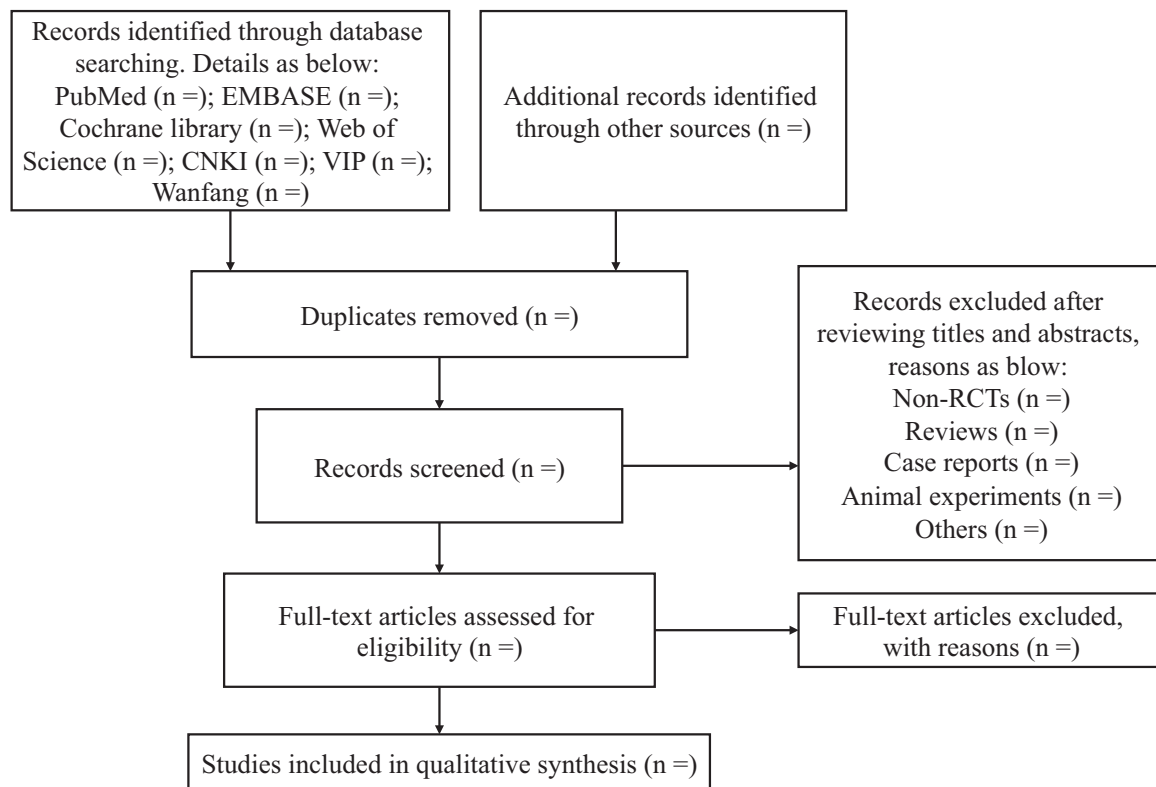 Records identified through database
searching. Details as below:
PubMed (n =); EMBASE (n =);
Cochrane library (n =); Web of
Science (n =); CNKI (n =); VIP (n =);
Wanfang (n =)
Additional records identified
through other sources (n =)
Duplicates removed (n =)
Records excluded after
reviewing titles and abstracts,
reasons as blow:
Non-RCTs (n =)
Reviews (n =)
Case reports (n =)
Animal experiments (n =)
Others (n =)
Records screened (n =)
Full-text articles assessed for
eligibility (n =)
Full-text articles excluded,
with reasons (n =)
Studies included in qualitative synthesis (n =)